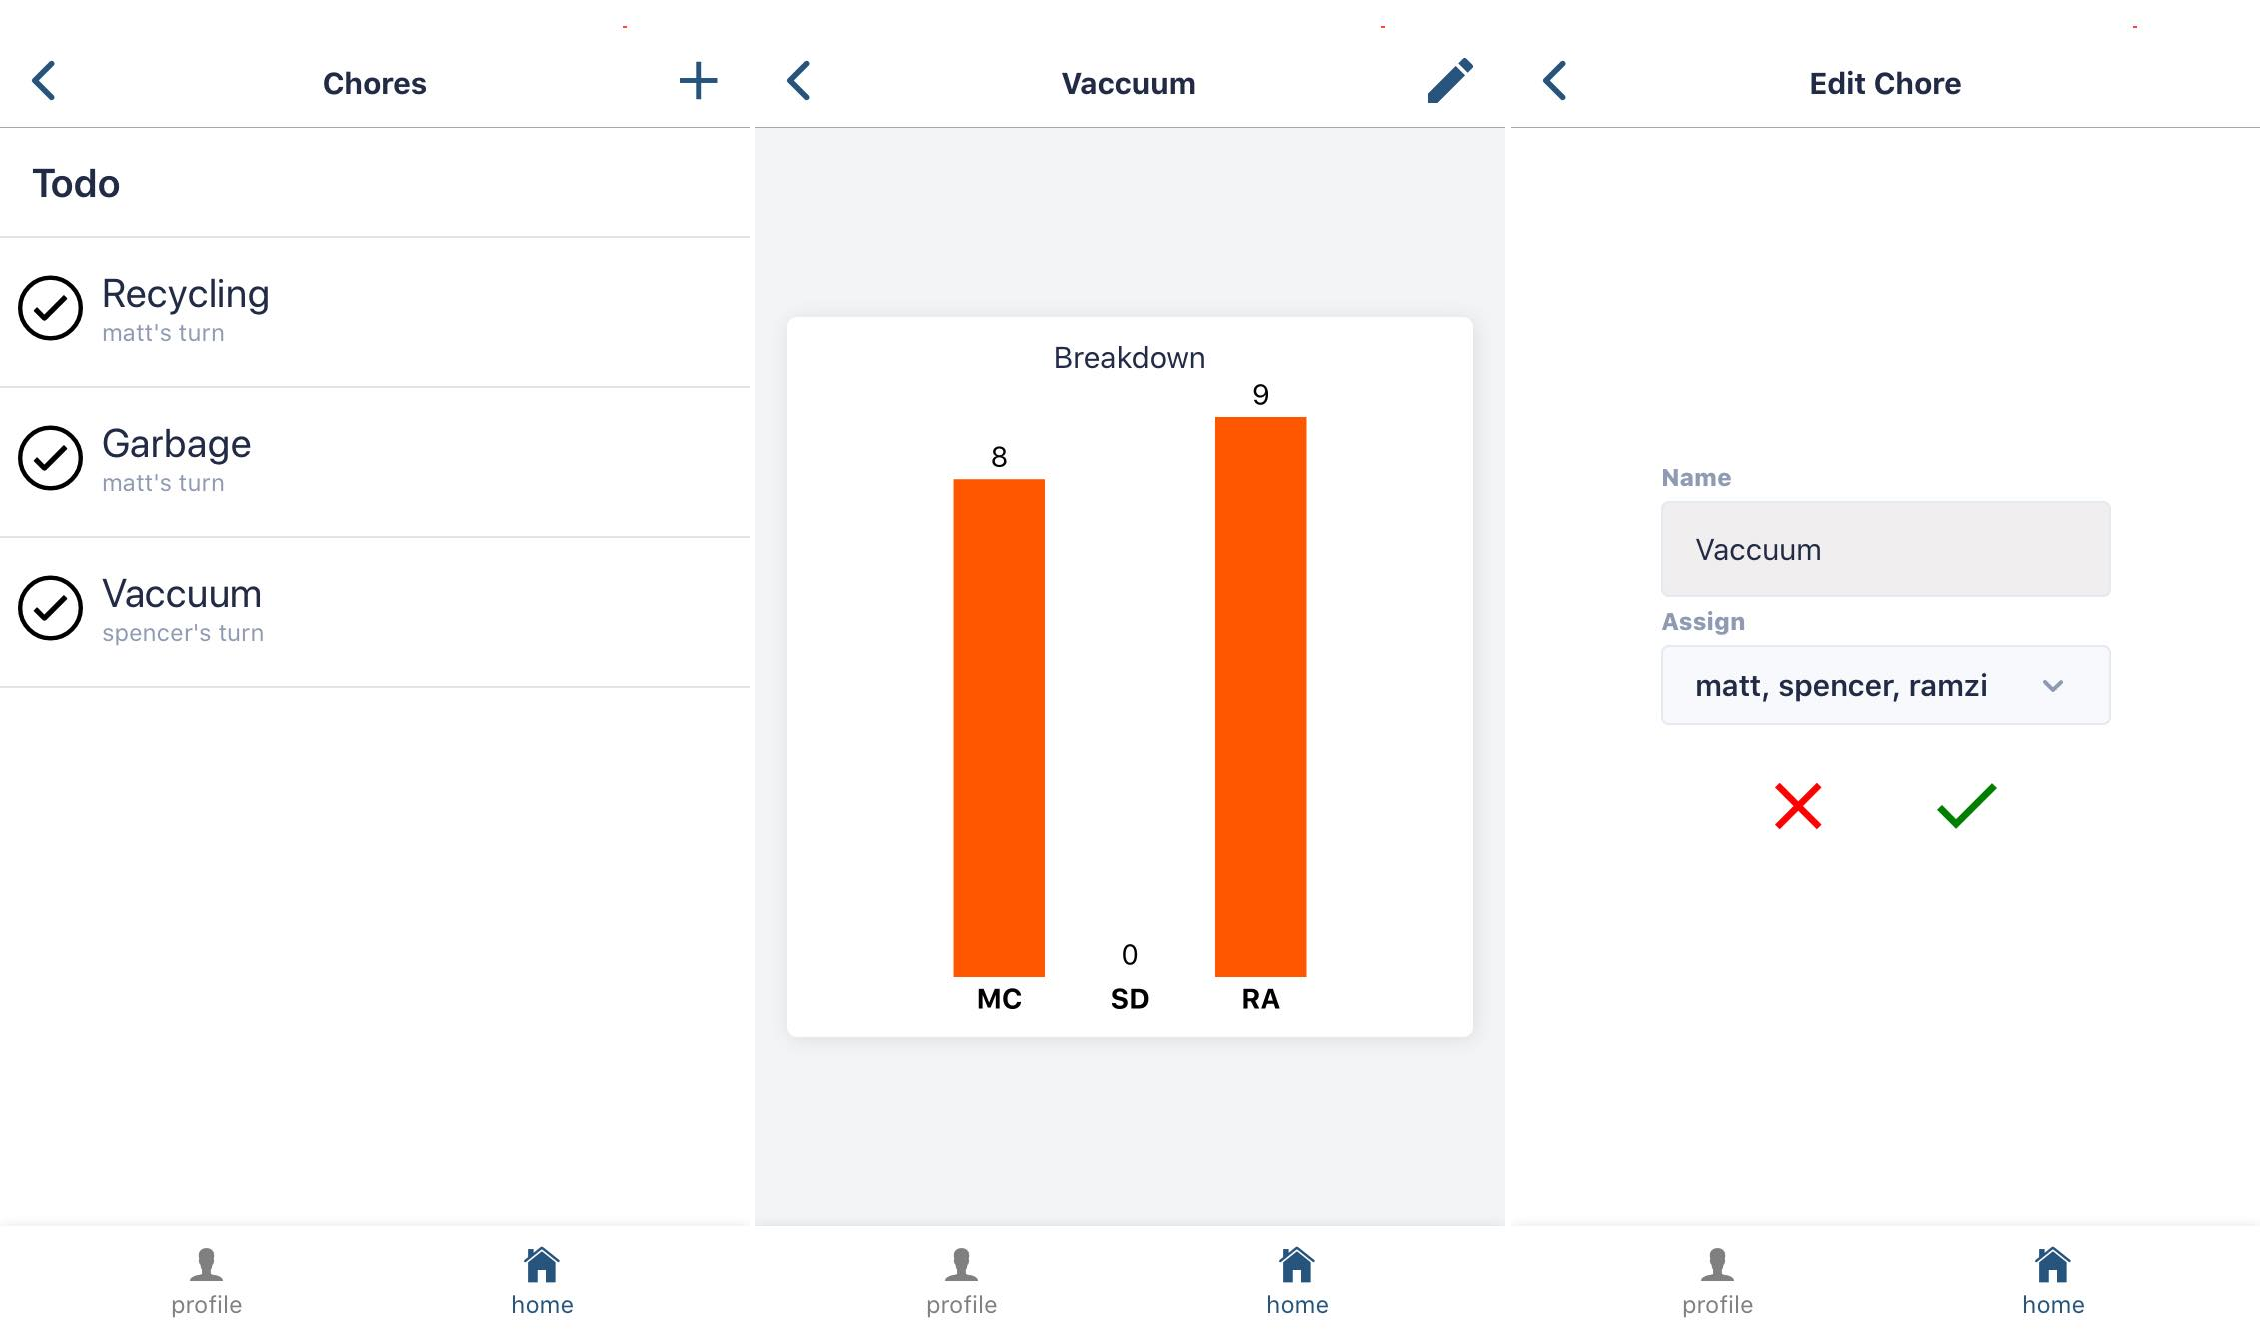 Chores
Todo
Recycling
matt's turn
Garbage
matt's turn
Vaccuum
spencer's turn
profile
home
Vaccuum
Breakdown
9
8
0
MC
SD
RA
profile
home
Edit Chore
Name
Vaccuum
Assign
matt, spencer, ramzi
profile
home